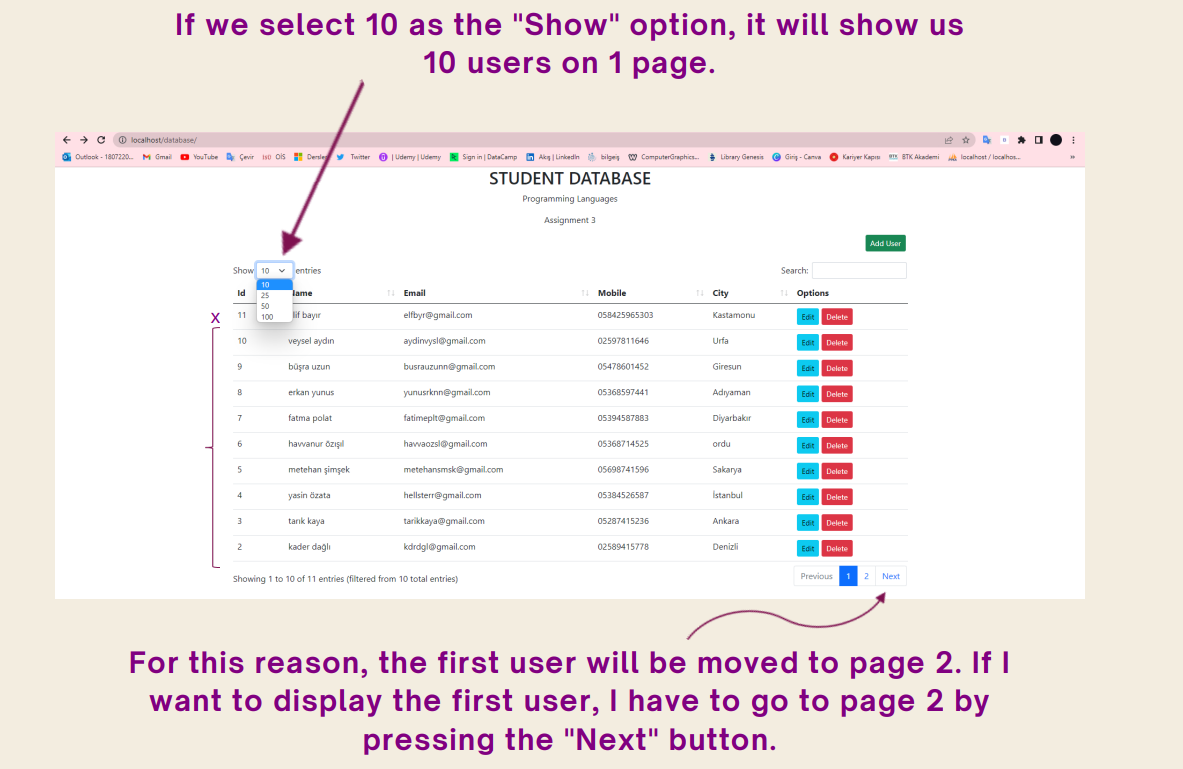 If we select 10 as the "Show" option, it will show us
10 users on 1 page.
localhost/database/
Outlook - 1807220... Gmail YouTube Çevir OİS Dersler Twitter | Udemy | Udemy Sign in | DataCamp Akış | LinkedIn bilgeiş ComputerGraphics... Library Genesis Giriş - Canva Kariyer Kapısı BTK Akademi localhost / localhos... »
STUDENT DATABASE
Programming Languages
Assignment 3
Add User
Show 10 entries Search:
10
25
50
100
Id Name Email Mobile City Options
X 11 elif bayır elfbyr@gmail.com 058425965303 Kastamonu Edit Delete
10 veysel aydın aydinvysl@gmail.com 02597811646 Urfa Edit Delete
9 büşra uzun busrauzunn@gmail.com 05478601452 Giresun Edit Delete
8 erkan yunus yunusrknn@gmail.com 05368597441 Adıyaman Edit Delete
7 fatma polat fatimeplt@gmail.com 05394587883 Diyarbakır Edit Delete
6 havvanur özışıl havvaozsl@gmail.com 05368714525 ordu Edit Delete
5 metehan şimşek metehansmsk@gmail.com 05698741596 Sakarya Edit Delete
4 yasin özata hellsterr@gmail.com 05384526587 İstanbul Edit Delete
3 tarık kaya tarikkaya@gmail.com 05287415236 Ankara Edit Delete
2 kader dağlı kdrdgl@gmail.com 02589415778 Denizli Edit Delete
Showing 1 to 10 of 11 entries (filtered from 10 total entries) Previous 1 2 Next
For this reason, the first user will be moved to page 2. If I
want to display the first user, I have to go to page 2 by
pressing the "Next" button.